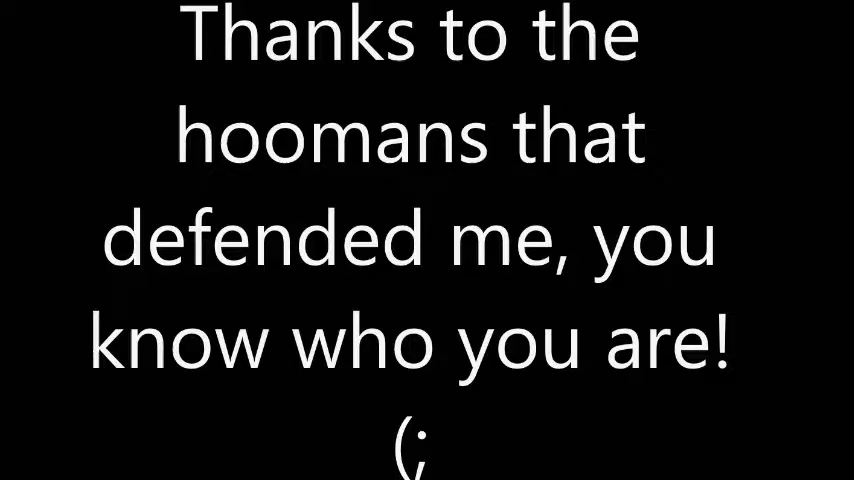 Thanks to the
hoomans that
defended me, you
know who you are!
(;